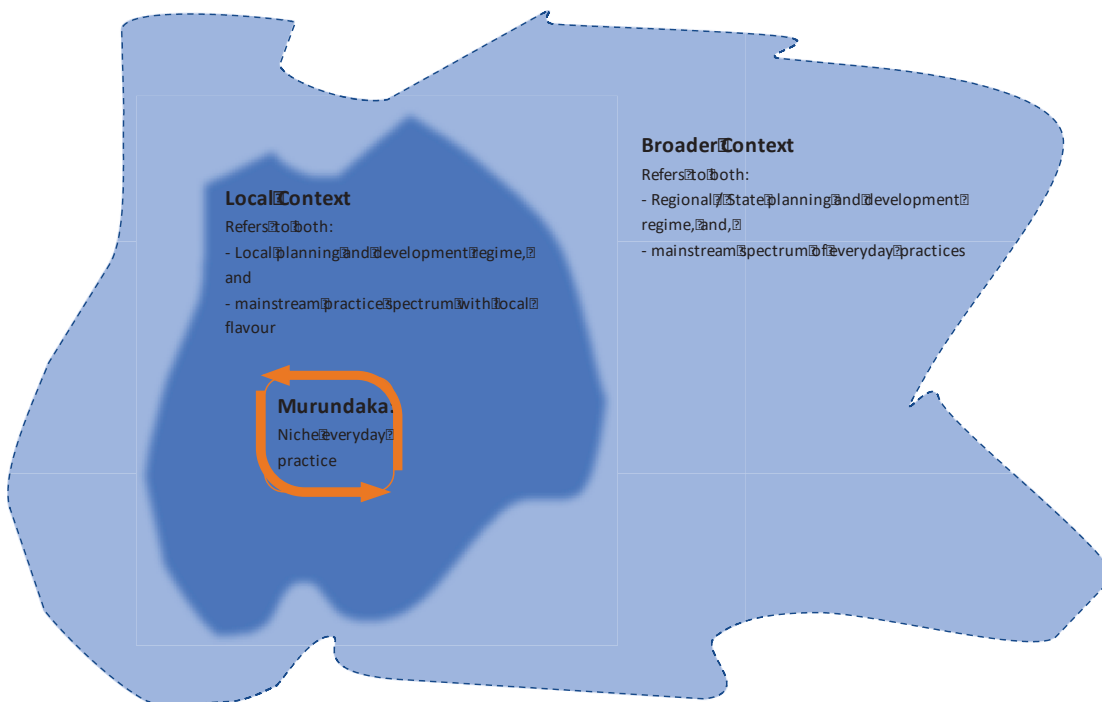 Broader Context
Refers to both:
- Regional / State planning and development
regime, and,
- mainstream spectrum of everyday practices
Local Context
Refers to both:
- Local planning and development regime,
and
- mainstream practice spectrum with local
flavour
Murundaka:
Niche everyday
practice